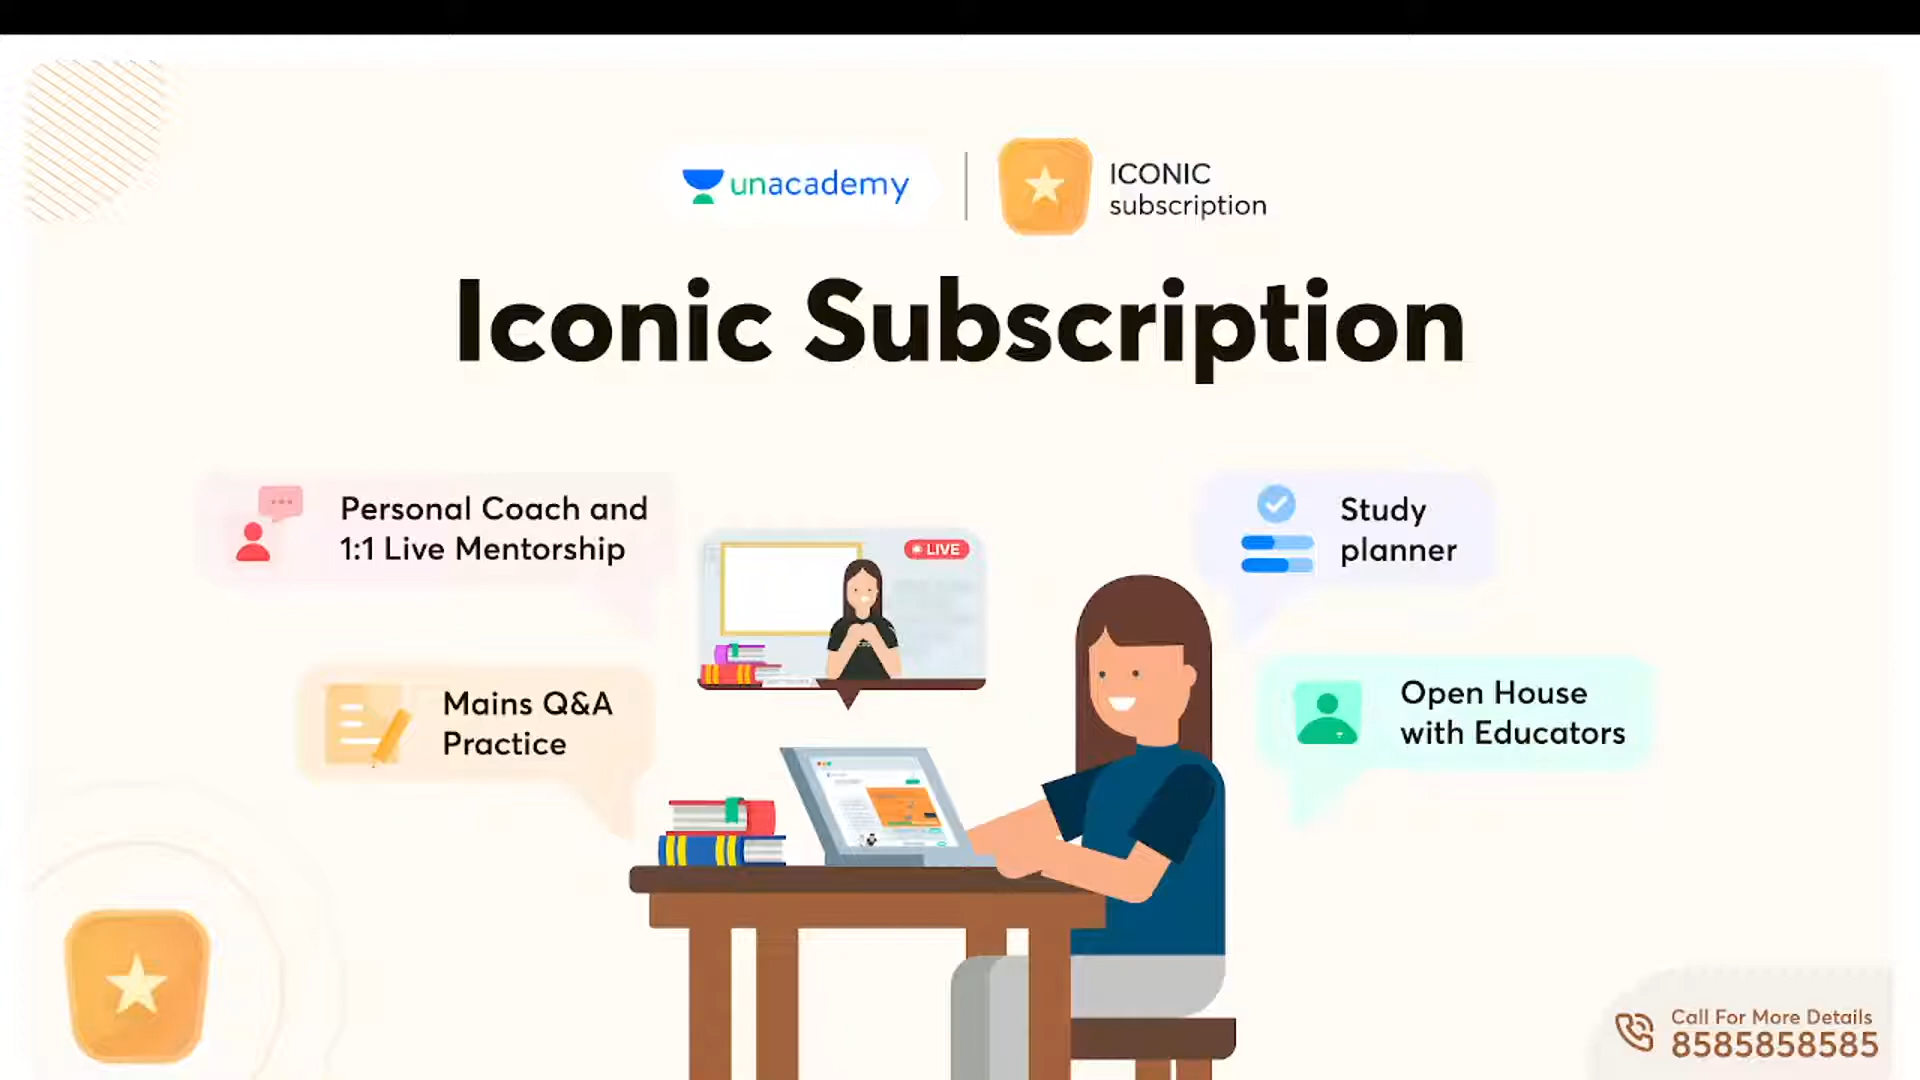 unacademy
ICONIC
subscription
Iconic Subscription
Personal Coach and
1:1 Live Mentorship
LIVE
Study
planner
Mains Q&A
Practice
Open House
with Educators
Call For More Details
8585858585